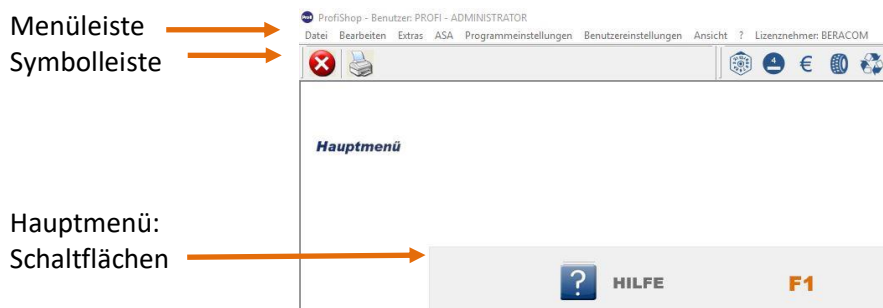 Menüleiste
Symbolleiste
ProfiShop - Benutzer: PROFI - ADMINISTRATOR
Datei Bearbeiten Extras ASA Programmeinstellungen Benutzereinstellungen Ansicht ? Lizenznehmer: BERACOM
4 €
Hauptmenü
Hauptmenü:
Schaltflächen
? HILFE F1